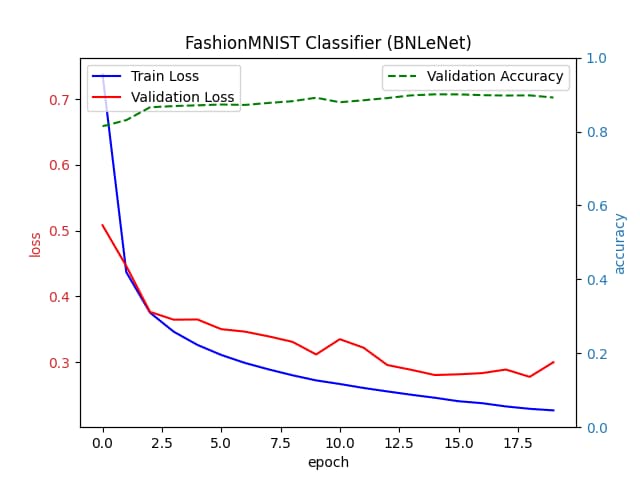 FashionMNIST Classifier (BNLeNet)
Train Loss
Validation Loss
Validation Accuracy
loss
0.7
0.6
0.5
0.4
0.3
accuracy
1.0
0.8
0.6
0.4
0.2
0.0
0.0 2.5 5.0 7.5 10.0 12.5 15.0 17.5
epoch